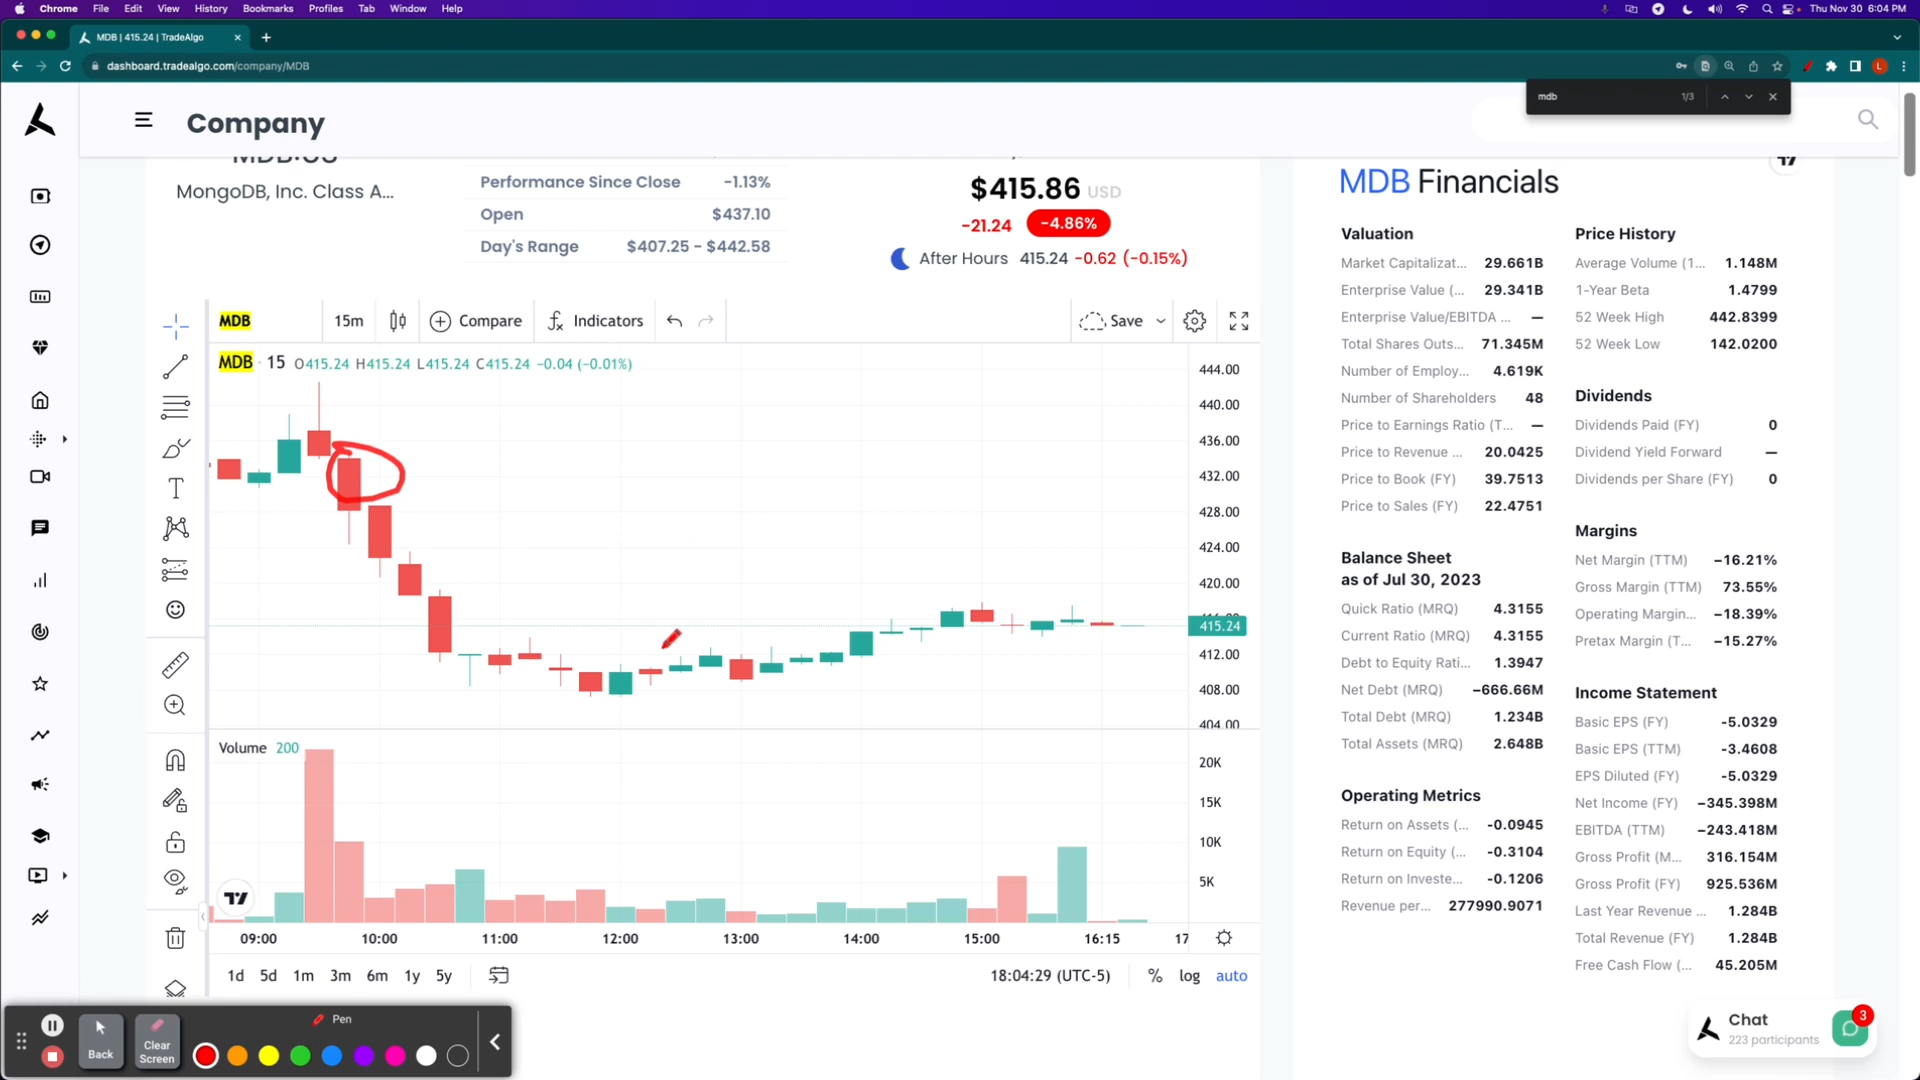 Chrome File Edit View History Bookmarks Profiles Tab Window Help Thu Nov 30 6:04 PM
MDB | 415.24 | TradeAlgo
dashboard.tradealgo.com/company/MDB L
mdb 1/3
Company
MongoDB, Inc. Class A...
Performance Since Close −1.13%
Open $437.10
Day's Range $407.25 - $442.58
$415.86 USD
-21.24 -4.86%
After Hours 415.24 -0.62 (-0.15%)
MDB 15m Compare Indicators Save
MDB · 15 O415.24 H415.24 L415.24 C415.24 −0.04 (−0.01%)
444.00
440.00
436.00
432.00
428.00
424.00
420.00
415.24
412.00
408.00
404.00
Volume 200
20K
15K
10K
5K
09:00 10:00 11:00 12:00 13:00 14:00 15:00 16:15 17
1d 5d 1m 3m 6m 1y 5y 18:04:29 (UTC-5) % log auto
MDB Financials
Valuation
Market Capitalizat... 29.661B
Enterprise Value (... 29.341B
Enterprise Value/EBITDA ... —
Total Shares Outs... 71.345M
Number of Employ... 4.619K
Number of Shareholders 48
Price to Earnings Ratio (T... —
Price to Revenue ... 20.0425
Price to Book (FY) 39.7513
Price to Sales (FY) 22.4751
Balance Sheet
as of Jul 30, 2023
Quick Ratio (MRQ) 4.3155
Current Ratio (MRQ) 4.3155
Debt to Equity Rati... 1.3947
Net Debt (MRQ) −666.66M
Total Debt (MRQ) 1.234B
Total Assets (MRQ) 2.648B
Operating Metrics
Return on Assets (... -0.0945
Return on Equity (... -0.3104
Return on Investe... -0.1206
Revenue per... 277990.9071
Price History
Average Volume (1... 1.148M
1-Year Beta 1.4799
52 Week High 442.8399
52 Week Low 142.0200
Dividends
Dividends Paid (FY) 0
Dividend Yield Forward —
Dividends per Share (FY) 0
Margins
Net Margin (TTM) −16.21%
Gross Margin (TTM) 73.55%
Operating Margin... −18.39%
Pretax Margin (T... −15.27%
Income Statement
Basic EPS (FY) -5.0329
Basic EPS (TTM) -3.4608
EPS Diluted (FY) -5.0329
Net Income (FY) −345.398M
EBITDA (TTM) −243.418M
Gross Profit (M... 316.154M
Gross Profit (FY) 925.536M
Last Year Revenue ... 1.284B
Total Revenue (FY) 1.284B
Free Cash Flow (... 45.205M
Pen
Back
Clear
Screen
Chat 3
223 participants